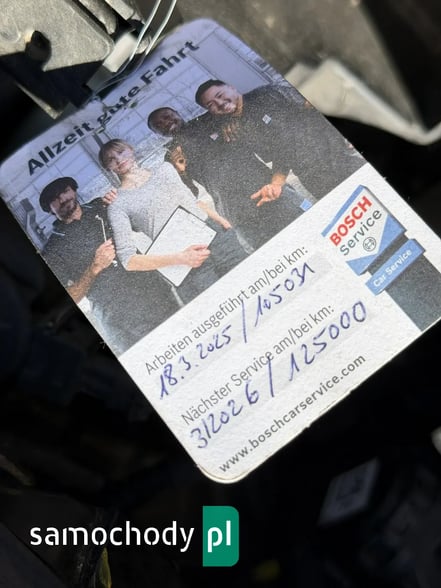 Allzeit gute Fahrt
BOSCH
Service
Car Service
Arbeiten ausgeführt am/bei km:
18.3.2025 / 105031
Nächster Service am/bei km:
3/2026 / 125000
www.boschcarservice.com
samochody pl